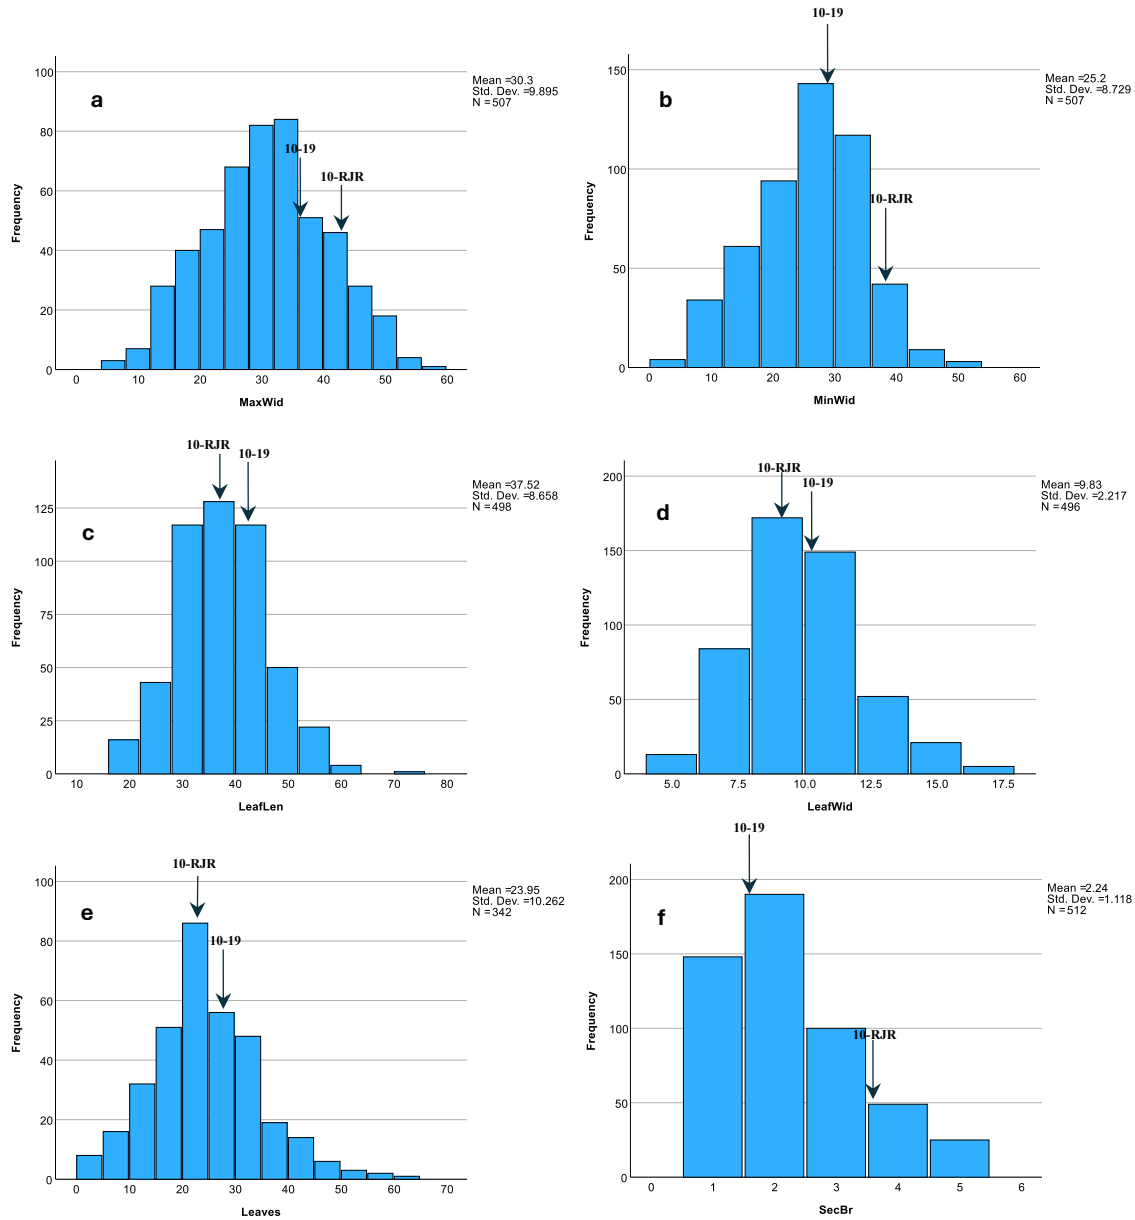 a
10-19
10-RJR
Mean =30.3
Std. Dev. =9.895
N = 507
Frequency
100
80
60
40
20
0
0 10 20 30 40 50 60
MaxWid
b
10-19
10-RJR
Mean =25.2
Std. Dev. =8.729
N = 507
Frequency
150
100
50
0
0 10 20 30 40 50 60
MinWid
c
10-RJR
10-19
Mean =37.52
Std. Dev. =8.658
N = 498
Frequency
125
100
75
50
25
0
10 20 30 40 50 60 70 80
LeafLen
d
10-RJR
10-19
Mean =9.83
Std. Dev. =2.217
N = 496
Frequency
200
150
100
50
0
5.0 7.5 10.0 12.5 15.0 17.5
LeafWid
e
10-RJR
10-19
Mean =23.95
Std. Dev. =10.262
N = 342
Frequency
100
80
60
40
20
0
0 10 20 30 40 50 60 70
Leaves
f
10-19
10-RJR
Mean =2.24
Std. Dev. =1.118
N = 512
Frequency
200
150
100
50
0
0 1 2 3 4 5 6
SecBr